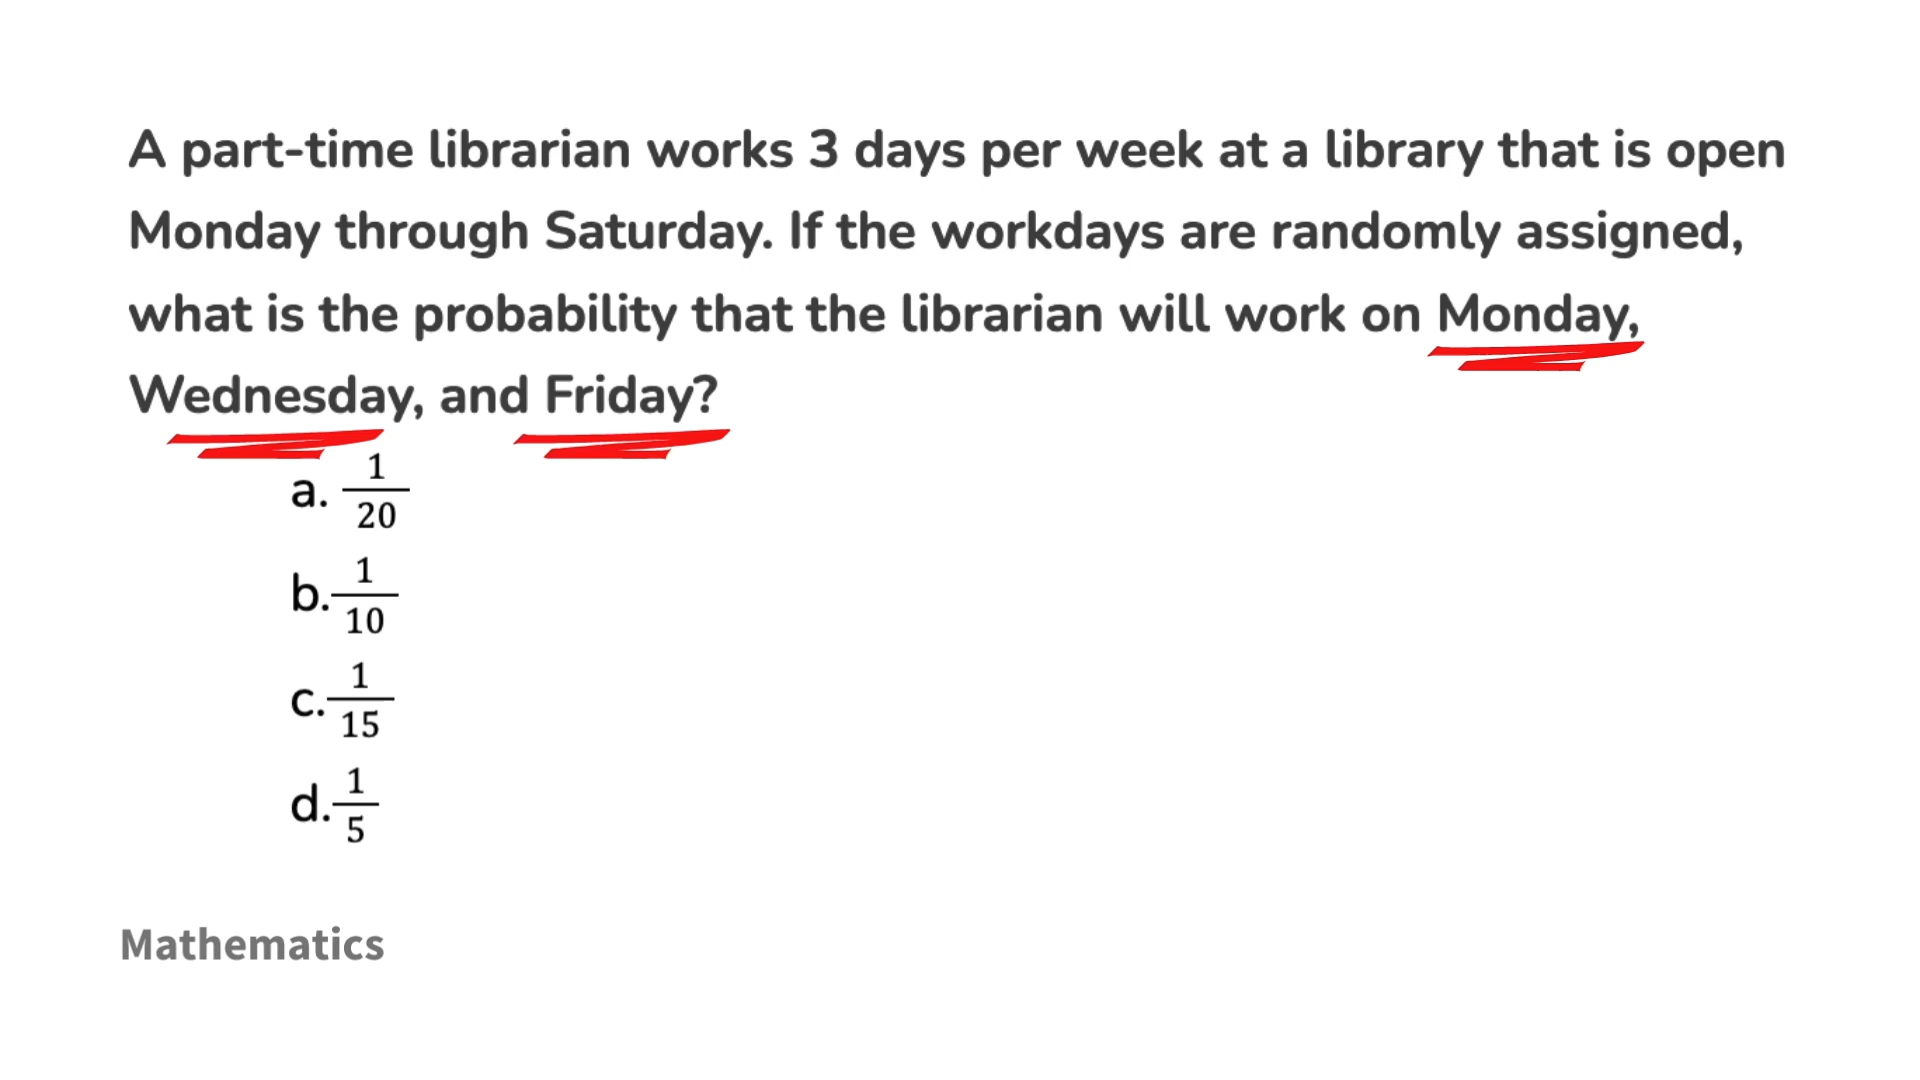 A part-time librarian works 3 days per week at a library that is open
Monday through Saturday. If the workdays are randomly assigned,
what is the probability that the librarian will work on Monday,
Wednesday, and Friday?
a. 1/20
b. 1/10
c. 1/15
d. 1/5
Mathematics